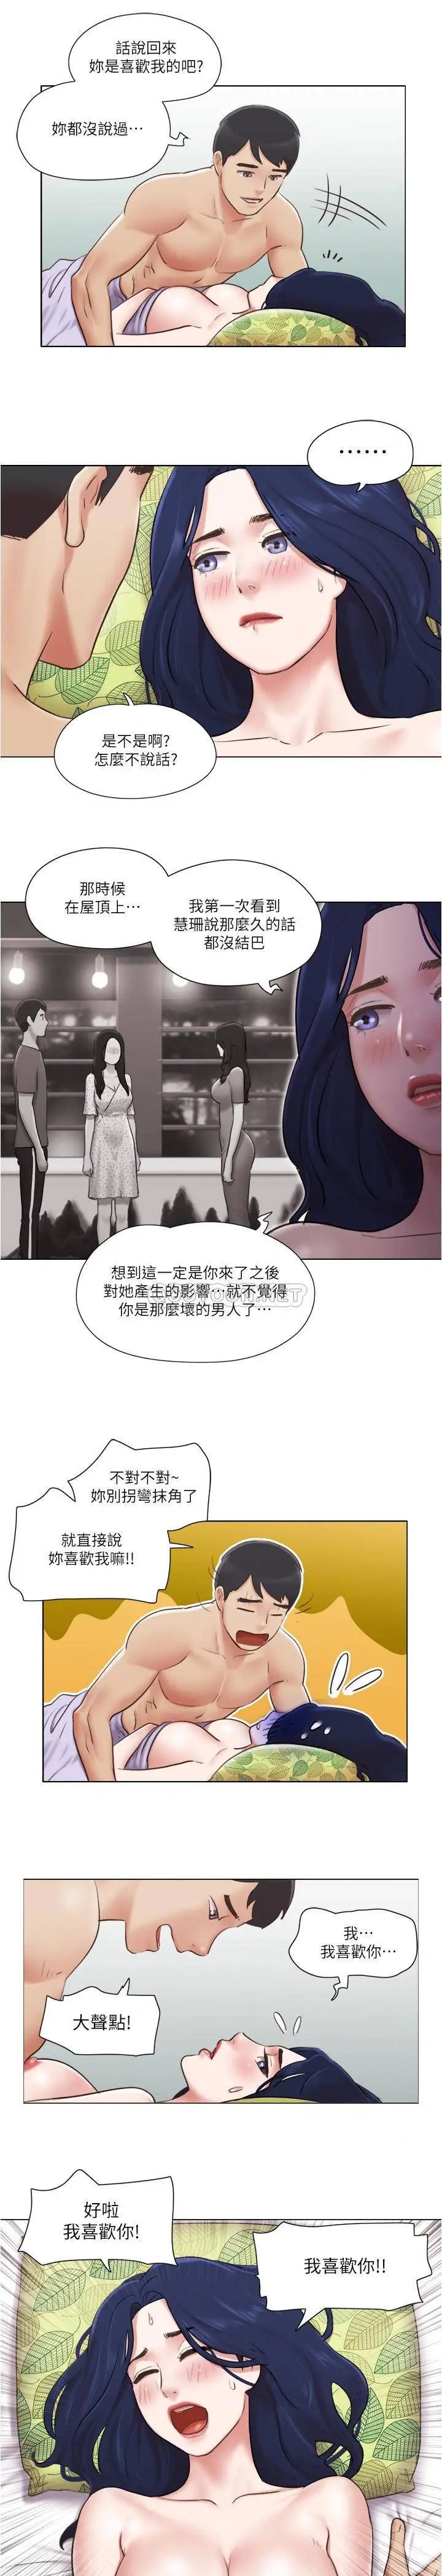 話說回來
妳是喜歡我的吧?
妳都沒說過⋯
⋯⋯
是不是啊?
怎麼不說話?
那時候
在屋頂上⋯
我第一次看到
慧珊說那麼久的話
都沒結巴
想到這一定是你來了之後
對她產生的影響⋯就不覺得
你是那麼壞的男人了⋯
不對不對~
妳別拐彎抹角了
就直接說
妳喜歡我嘛!!
我⋯
我喜歡你⋯
大聲點!
好啦
我喜歡你!
我喜歡你!!